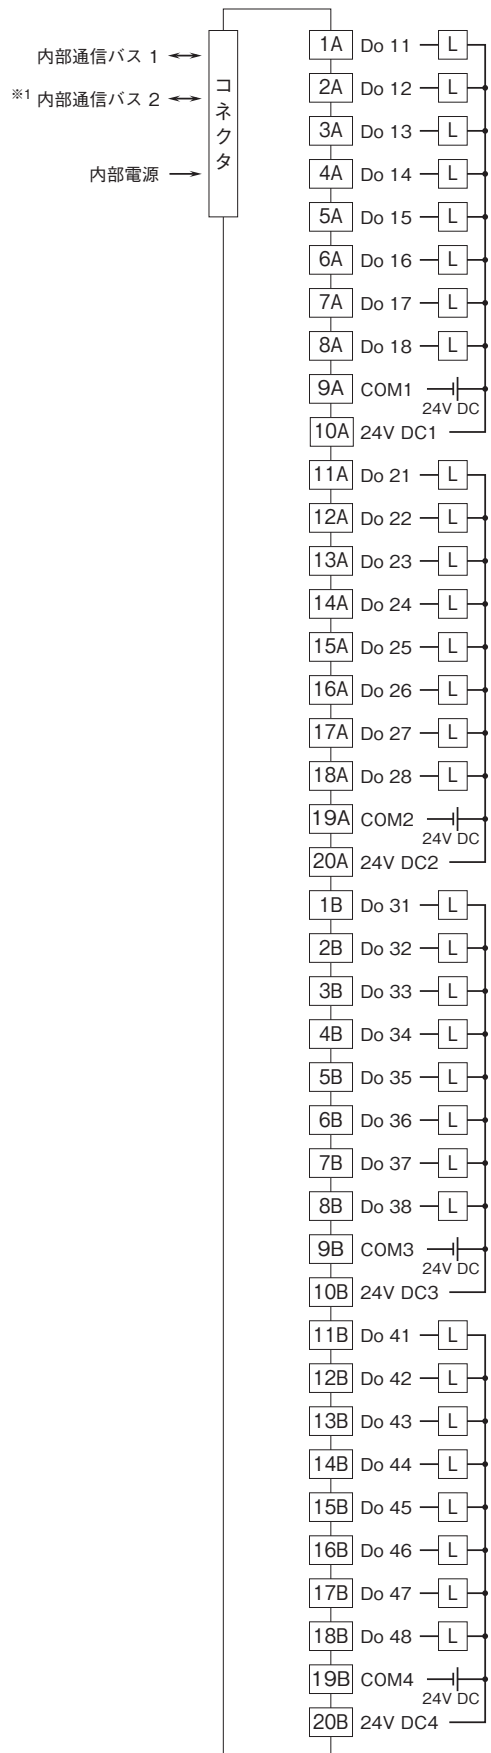 内部通信バス 1
※1 内部通信バス 2
内部電源
コネクタ
1A Do 11 L
2A Do 12 L
3A Do 13 L
4A Do 14 L
5A Do 15 L
6A Do 16 L
7A Do 17 L
8A Do 18 L
9A COM1
24V DC
10A 24V DC1
11A Do 21 L
12A Do 22 L
13A Do 23 L
14A Do 24 L
15A Do 25 L
16A Do 26 L
17A Do 27 L
18A Do 28 L
19A COM2
24V DC
20A 24V DC2
1B Do 31 L
2B Do 32 L
3B Do 33 L
4B Do 34 L
5B Do 35 L
6B Do 36 L
7B Do 37 L
8B Do 38 L
9B COM3
24V DC
10B 24V DC3
11B Do 41 L
12B Do 42 L
13B Do 43 L
14B Do 44 L
15B Do 45 L
16B Do 46 L
17B Do 47 L
18B Do 48 L
19B COM4
24V DC
20B 24V DC4